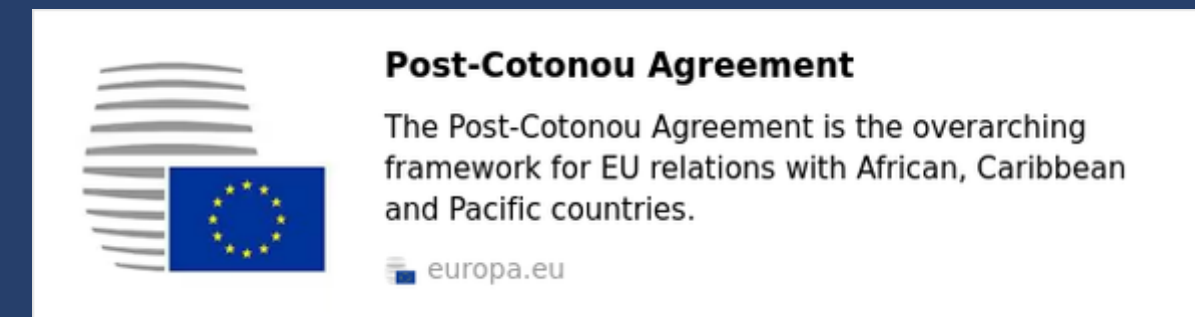 Post-Cotonou Agreement
The Post-Cotonou Agreement is the overarching
framework for EU relations with African, Caribbean
and Pacific countries.
europa.eu